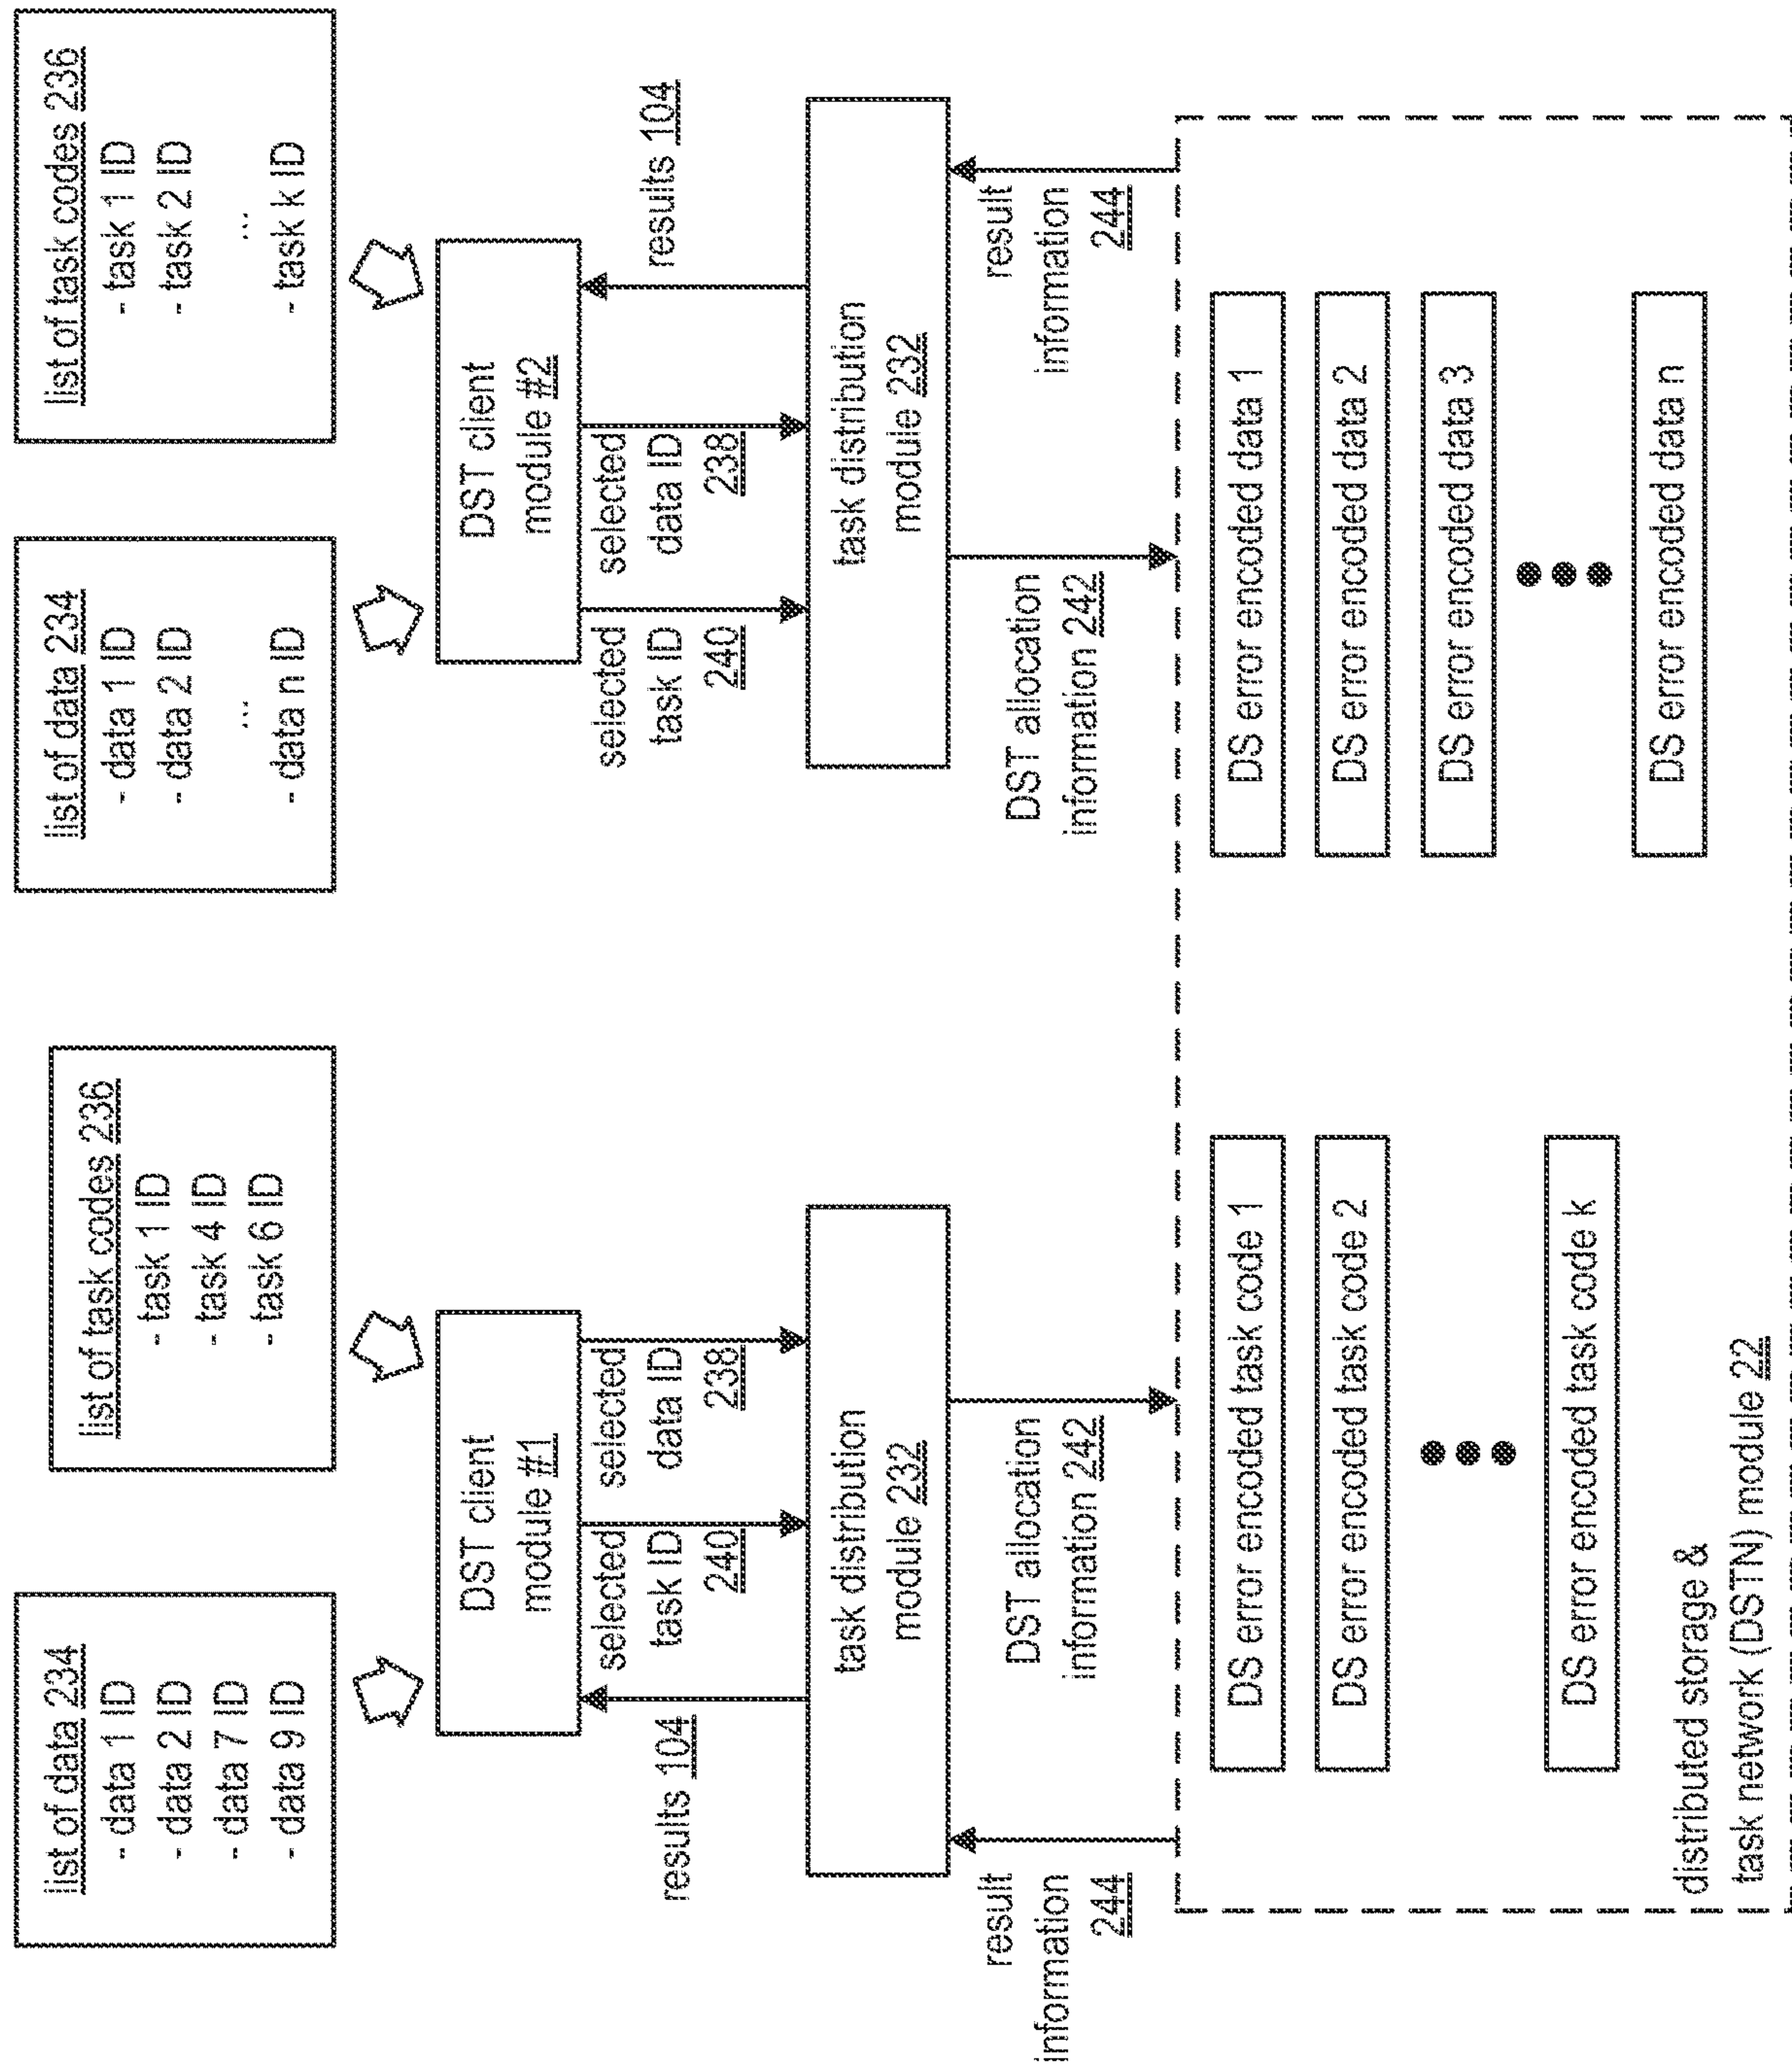 list of data 234
- data 1 ID
- data 2 ID
- data 7 ID
- data 9 ID
list of task codes 236
- task 1 ID
- task 4 ID
- task 6 ID
list of data 234
- data 1 ID
- data 2 ID
...
- data n ID
list of task codes 236
- task 1 ID
- task 2 ID
...
- task k ID
DST client
module #1
DST client
module #2
results 104
selected
task ID
240
selected
data ID
238
selected
task ID
240
selected
data ID
238
results 104
task distribution
module 232
task distribution
module 232
result
information
244
DST allocation
information 242
DST allocation
information 242
result
information
244
DS error encoded task code 1
DS error encoded task code 2
DS error encoded task code k
DS error encoded data 1
DS error encoded data 2
DS error encoded data 3
DS error encoded data n
distributed storage &
task network (DSTN) module 22